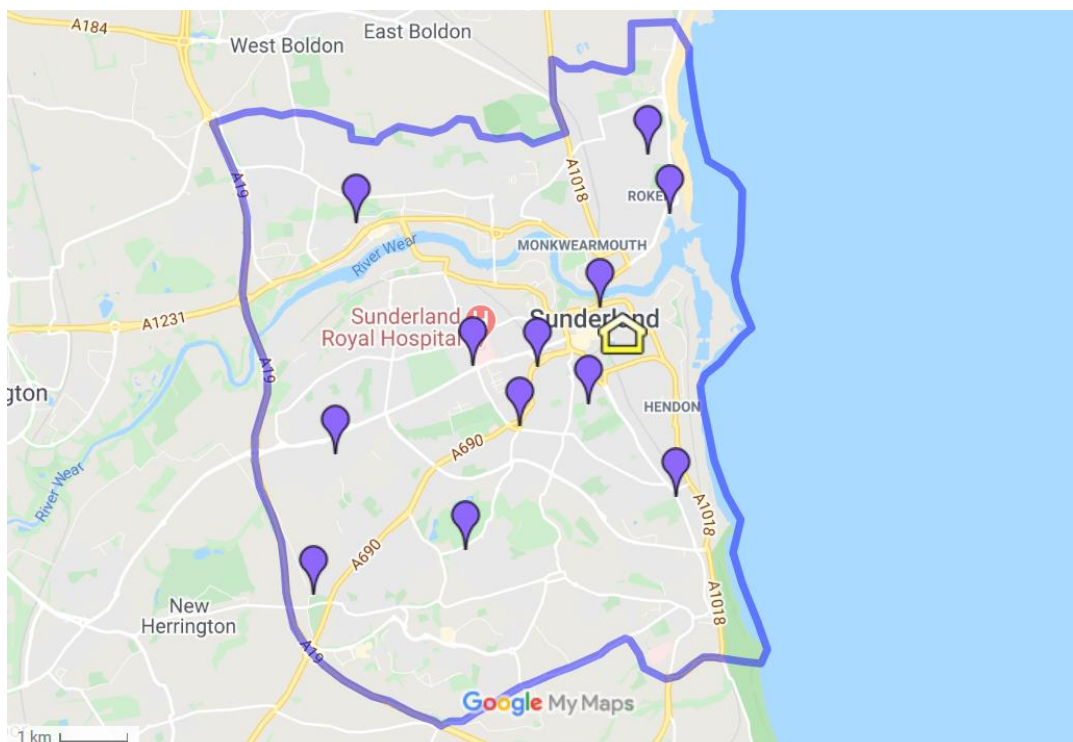 A184
West Boldon
East Boldon
A19
A1018
ROKE
MONKWEARMOUTH
River Wear
A1231
Sunderland
Royal Hospital
H
Sunderland
gton
A19
HENDON
A690
River Wear
A690
A1018
A1018
New
Herrington
A19
Google My Maps
1 km